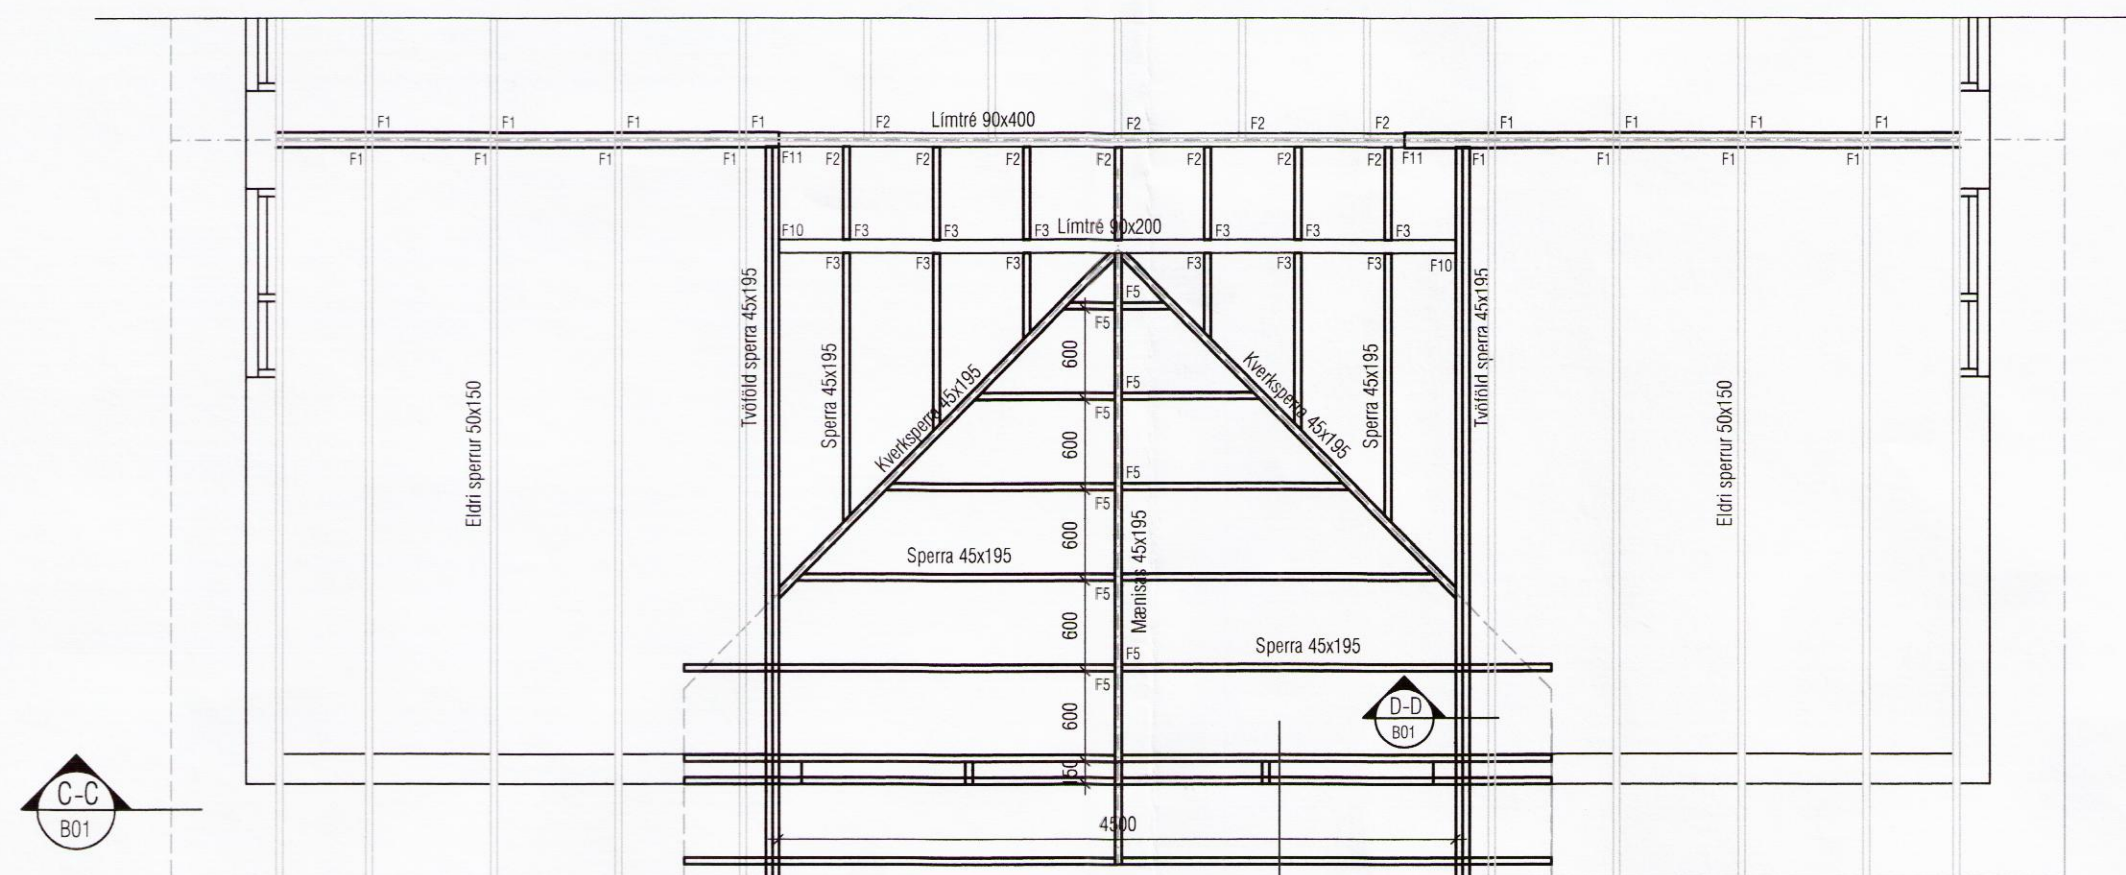 F1 F1 F1 F1 F2 Límtré 90x400 F2 F2 F2 F1 F1 F1 F1
F1 F1 F1 F1 F11 F2 F2 F2 F2 F2 F2 F2 F11 F1 F1 F1 F1
F10 F3 F3 F3 Límtré 90x200 F3 F3 F3
F3 F3 F3 F3 F3 F3 F10
F5
F5
Tvöföld sperra 45x195
Tvöföld sperra 45x195
600
Sperra 45x195
Sperra 45x195
Kverksperra 45x195
Kverksperra 45x195
F5
F5
Eldri sperrur 50x150
Eldri sperrur 50x150
600
F5
F5
600
Mænisás 45x195
Sperra 45x195
F5
600
Sperra 45x195
F5
F5
600
D-D
B01
150
C-C
B01
4500